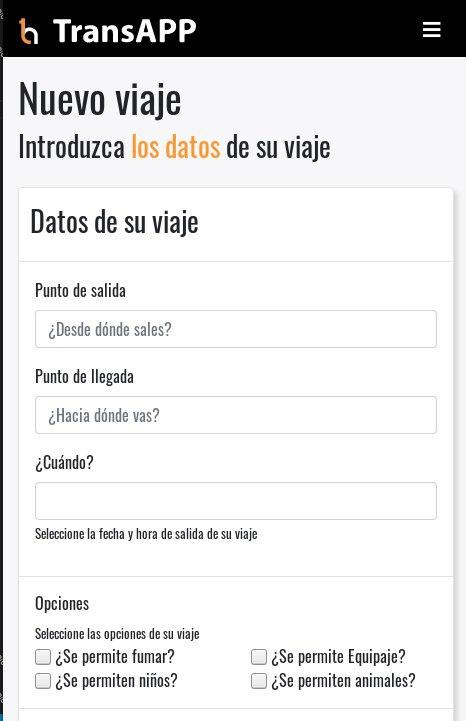 TransAPP
Nuevo viaje
Introduzca los datos de su viaje
Datos de su viaje
Punto de salida
¿Desde dónde sales?
Punto de llegada
¿Hacia dónde vas?
¿Cuándo?
Seleccione la fecha y hora de salida de su viaje
Opciones
Seleccione las opciones de su viaje
¿Se permite fumar? ¿Se permite Equipaje?
¿Se permiten niños? ¿Se permiten animales?